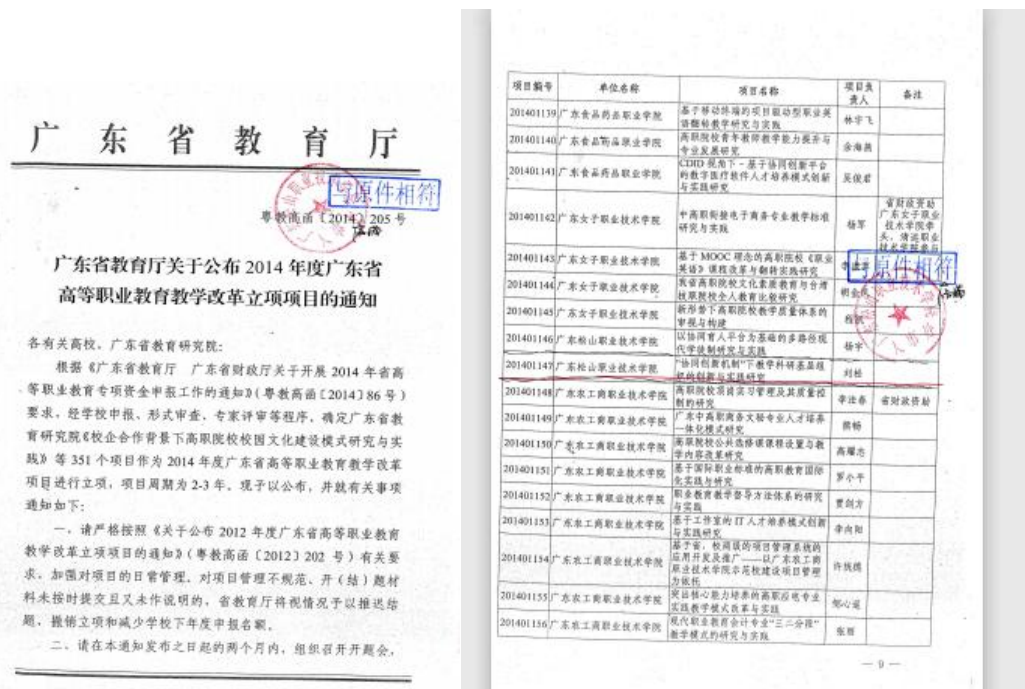 广东省教育厅
与原件相符
粤教高函〔2014〕205号
广东省教育厅关于公布2014年度广东省
高等职业教育教学改革立项项目的通知
各有关高校、广东省教育研究院:
根据《广东省教育厅 广东省财政厅关于开展2014年省高
等职业教育专项资金申报工作的通知》(粤教高函〔2014〕86号)
要求,经学校申报、形式审查、专家评审等程序,确定广东省教
育研究院《校企合作背景下高职院校校园文化建设模式研究与实
践》等351个项目作为2014年度广东省高等职业教育教学改革
项目进行立项,项目周期为2-3年。现予以公布,并就有关事项
通知如下:
一、请严格按照《关于公布2012年度广东省高等职业教育
教学改革立项项目的通知》(粤教高函〔2012〕202号)有关要
求,加强对项目的日常管理。对项目管理不规范、开(结)题材
料未按时提交且又未作说明的,省教育厅将视情况予以推迟结
题、撤销立项和减少学校下年度申报名额。
二、请在本通知发布之日起的两个月内,组织召开开题会,
项目编号 单位名称 项目名称 项目负责人 备注
201401139 广东食品药品职业学院 基于移动终端的项目驱动型职业英
语翻转教学研究与实践 林宇飞
201401140 广东食品药品职业学院 高职院校青年教师教学能力提升与
专业发展研究 余海燕
201401141 广东食品药品职业学院 CDIO视角下-基于协同创新平台
的数字医疗软件人才培养模式创新
与实践研究 吴俊君
201401142 广东女子职业技术学院 中高职衔接电子商务专业教学标准
研究与实践 杨军 省财政资助
广东女子职业
技术学院牵
头,清远职业
技术学院参与
201401143 广东女子职业技术学院 基于MOOC理念的高职院校《职业
英语》课程改革与翻转实践研究
与原件相符
201401144 广东女子职业技术学院 我省高职院校文化素质教育与台湾
技职院校全人教育比较研究
201401145 广东女子职业技术学院 新形势下高职院校教学质量体系的
审视与构建
201401146 广东松山职业技术学院 以协同育人平台为基础的多路径现
代学徒制研究与实践 杨宇
201401147 广东松山职业技术学院 "协同创新机制"下教学科研基层组
织的创新与实践研究 刘松
201401148 广东农工商职业技术学院 高职院校顶岗实习管理及其质量控
制的研究 李法春 省财政资助
201401149 广东农工商职业技术学院 广东中高职商务文秘专业人才培养
一体化模式研究 熊畅
201401150 广东农工商职业技术学院 高职院校公共选修课课程设置与教
学内容改革研究 高耀志
201401151 广东农工商职业技术学院 基于国际职业标准的高职教育国际
化实践与研究 罗小平
201401152 广东农工商职业技术学院 职业教育教学督导方法体系的研究
与实践 贾剑方
201401153 广东农工商职业技术学院 基于工作室的IT人才培养模式创新
与实践研究 李向阳
201401154 广东农工商职业技术学院 基于省、校两级的项目管理系统的
应用开发及推广——以广东农工商
职业技术学院示范校建设项目管理
为依托
201401155 广东农工商职业技术学院 突出核心能力培养的高职应电专业
实践教学模式改革与实践
201401156 广东农工商职业技术学院 现代职业教育会计专业"三二分段"
教学模式的研究与实践 张丽
— 9 —